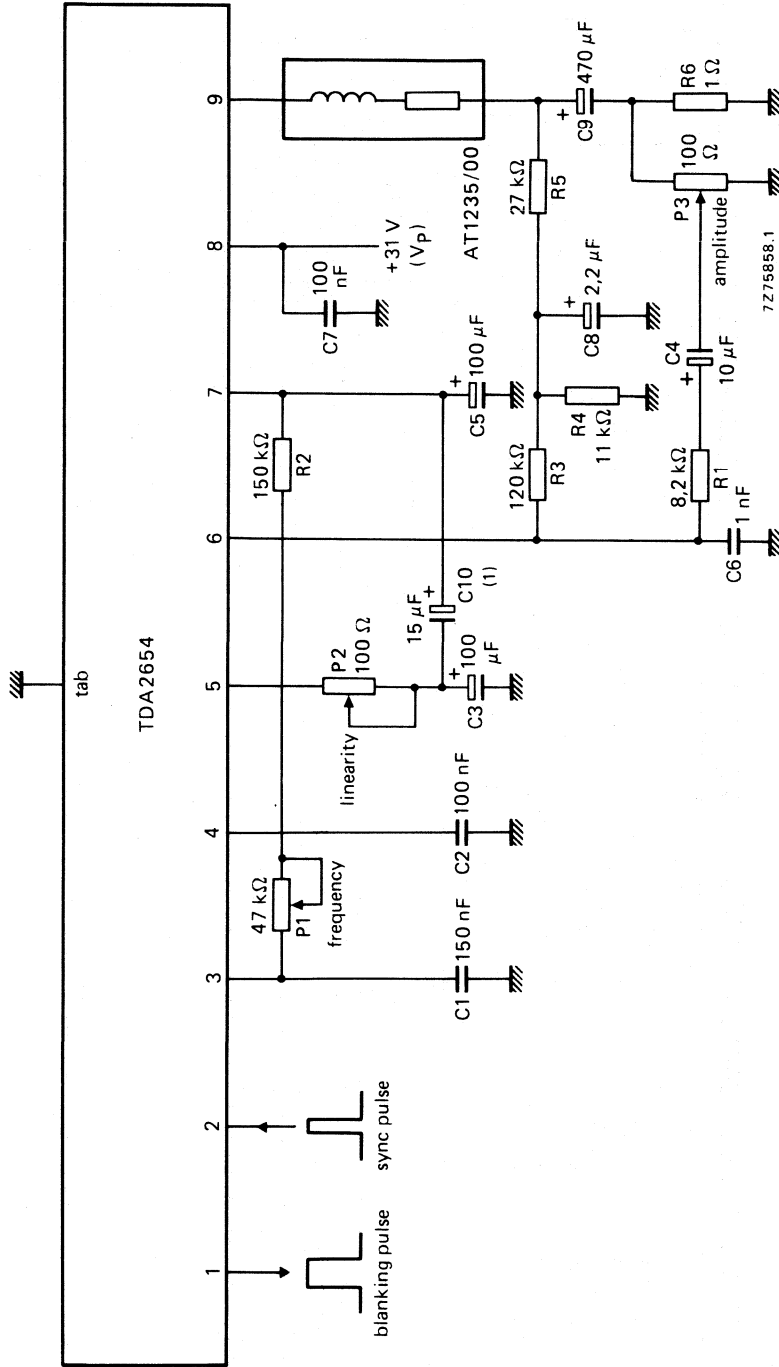 tab
TDA2654
1
2
3
4
5
6
7
8
9
blanking pulse
sync pulse
47 kΩ
P1
frequency
150 kΩ
R2
C1
150 nF
C2
100 nF
linearity
P2
100 Ω
C3
+
100
µF
15 µF
+
C10
(1)
C5
+
100 µF
C7
100
nF
+31 V
(VP)
AT1235/00
120 kΩ
R3
R4
11 kΩ
C8
+
2,2 µF
27 kΩ
R5
C9
+
470 µF
C6
1 nF
8,2 kΩ
R1
C4
+
10 µF
P3
100
Ω
amplitude
R6
1 Ω
7Z75858.1